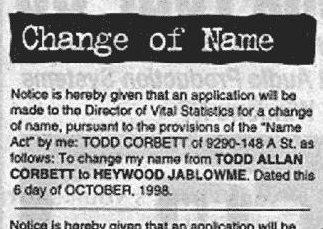 Change of Name
Notice is hereby given that an application will be
made to the Director of Vital Statistics for a change
of name, pursuant to the provisions of the "Name
Act" by me: TODD CORBETT of 9290-148 A St. as
follows: To change my name from TODD ALLAN
CORBETT to HEYWOOD JABLOWME. Dated this
6 day of OCTOBER, 1998.
Notice is hereby given that an application will be